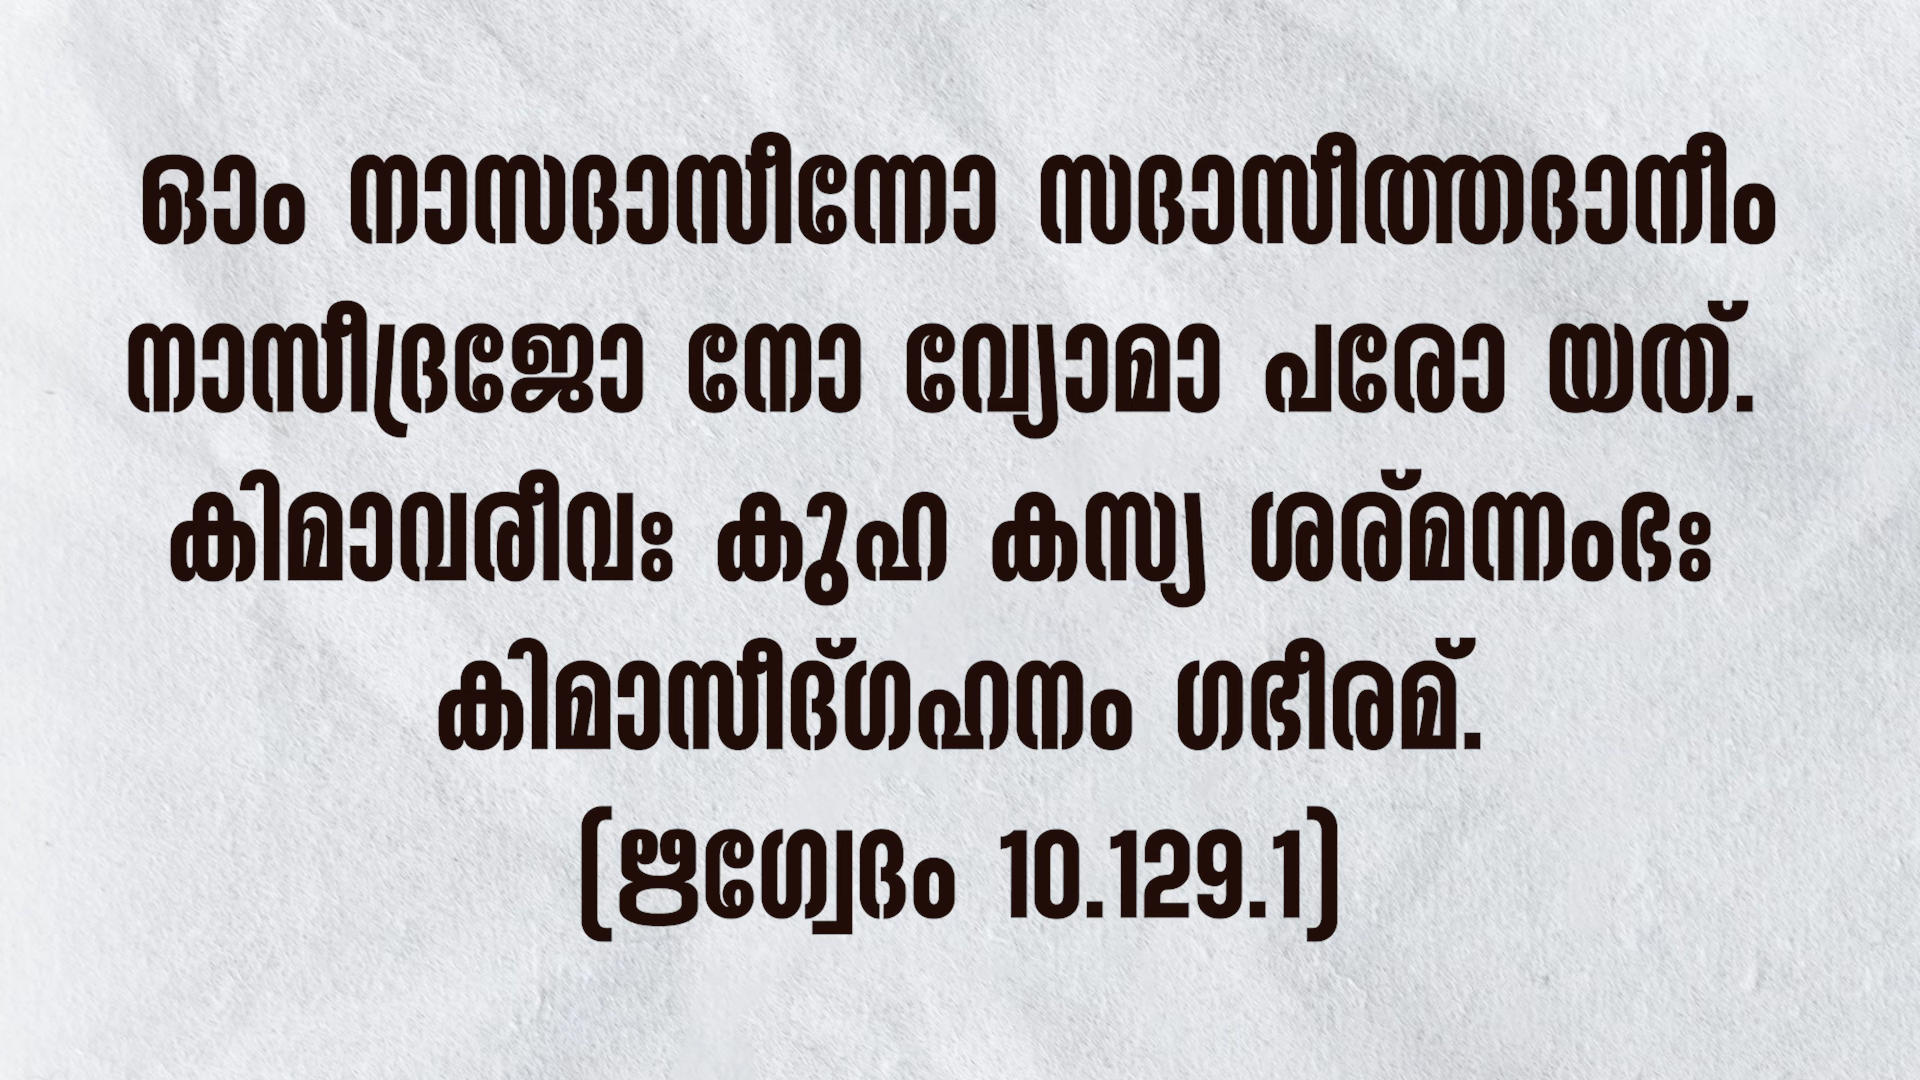 ഓം നാസദാസീന്നോ സദാസീത്തദാനീം
നാസീദ്രജോ നോ വ്യോമാ പരോ യത്.
കിമാവരീവഃ കുഹ കസ്യ ശര്‌മന്നംഭഃ
കിമാസീദ്ഗഹനം ഗഭീരമ്.
(ഋഗ്വേദം 10.129.1)